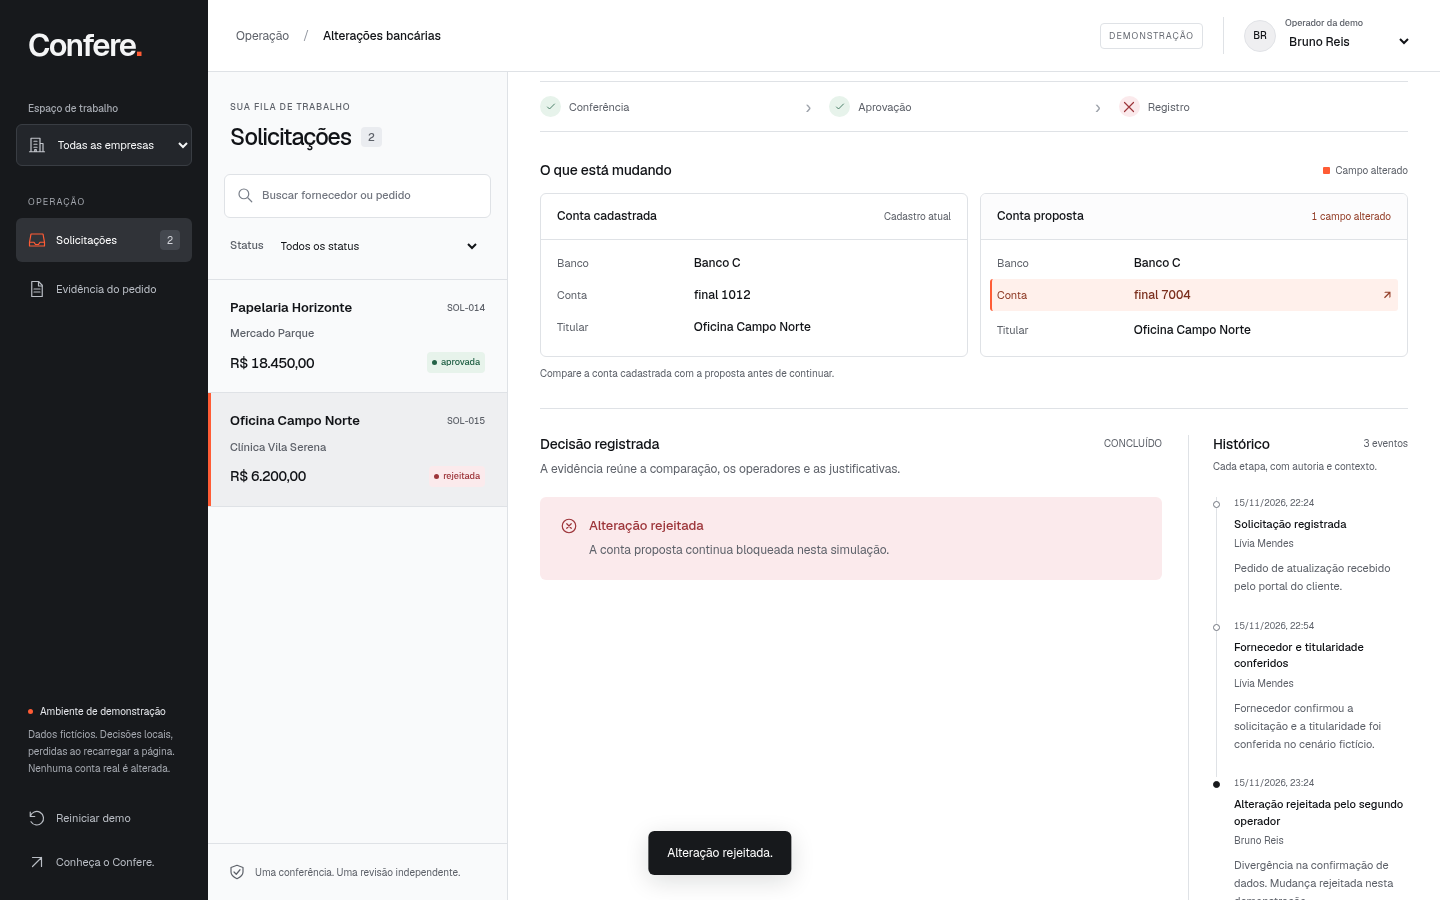 Confere.
Espaço de trabalho
Todas as empresas
OPERAÇÃO
Solicitações 2
Evidência do pedido
Ambiente de demonstração
Dados fictícios. Decisões locais,
perdidas ao recarregar a página.
Nenhuma conta real é alterada.
Reiniciar demo
Conheça o Confere.
Operação / Alterações bancárias
DEMONSTRAÇÃO
BR
Operador da demo
Bruno Reis
SUA FILA DE TRABALHO
Solicitações 2
Buscar fornecedor ou pedido
Status Todos os status
Papelaria Horizonte SOL-014
Mercado Parque
R$ 18.450,00 aprovada
Oficina Campo Norte SOL-015
Clínica Vila Serena
R$ 6.200,00 rejeitada
Uma conferência. Uma revisão independente.
Conferência
Aprovação
Registro
O que está mudando
Campo alterado
Conta cadastrada Cadastro atual
Banco Banco C
Conta final 1012
Titular Oficina Campo Norte
Conta proposta 1 campo alterado
Banco Banco C
Conta final 7004
Titular Oficina Campo Norte
Compare a conta cadastrada com a proposta antes de continuar.
Decisão registrada CONCLUÍDO
A evidência reúne a comparação, os operadores e as justificativas.
Alteração rejeitada
A conta proposta continua bloqueada nesta simulação.
Histórico 3 eventos
Cada etapa, com autoria e contexto.
15/11/2026, 22:24
Solicitação registrada
Lívia Mendes
Pedido de atualização recebido
pelo portal do cliente.
15/11/2026, 22:54
Fornecedor e titularidade
conferidos
Lívia Mendes
Fornecedor confirmou a
solicitação e a titularidade foi
conferida no cenário fictício.
15/11/2026, 23:24
Alteração rejeitada pelo segundo
operador
Bruno Reis
Divergência na confirmação de
dados. Mudança rejeitada nesta
demonstração.
Alteração rejeitada.